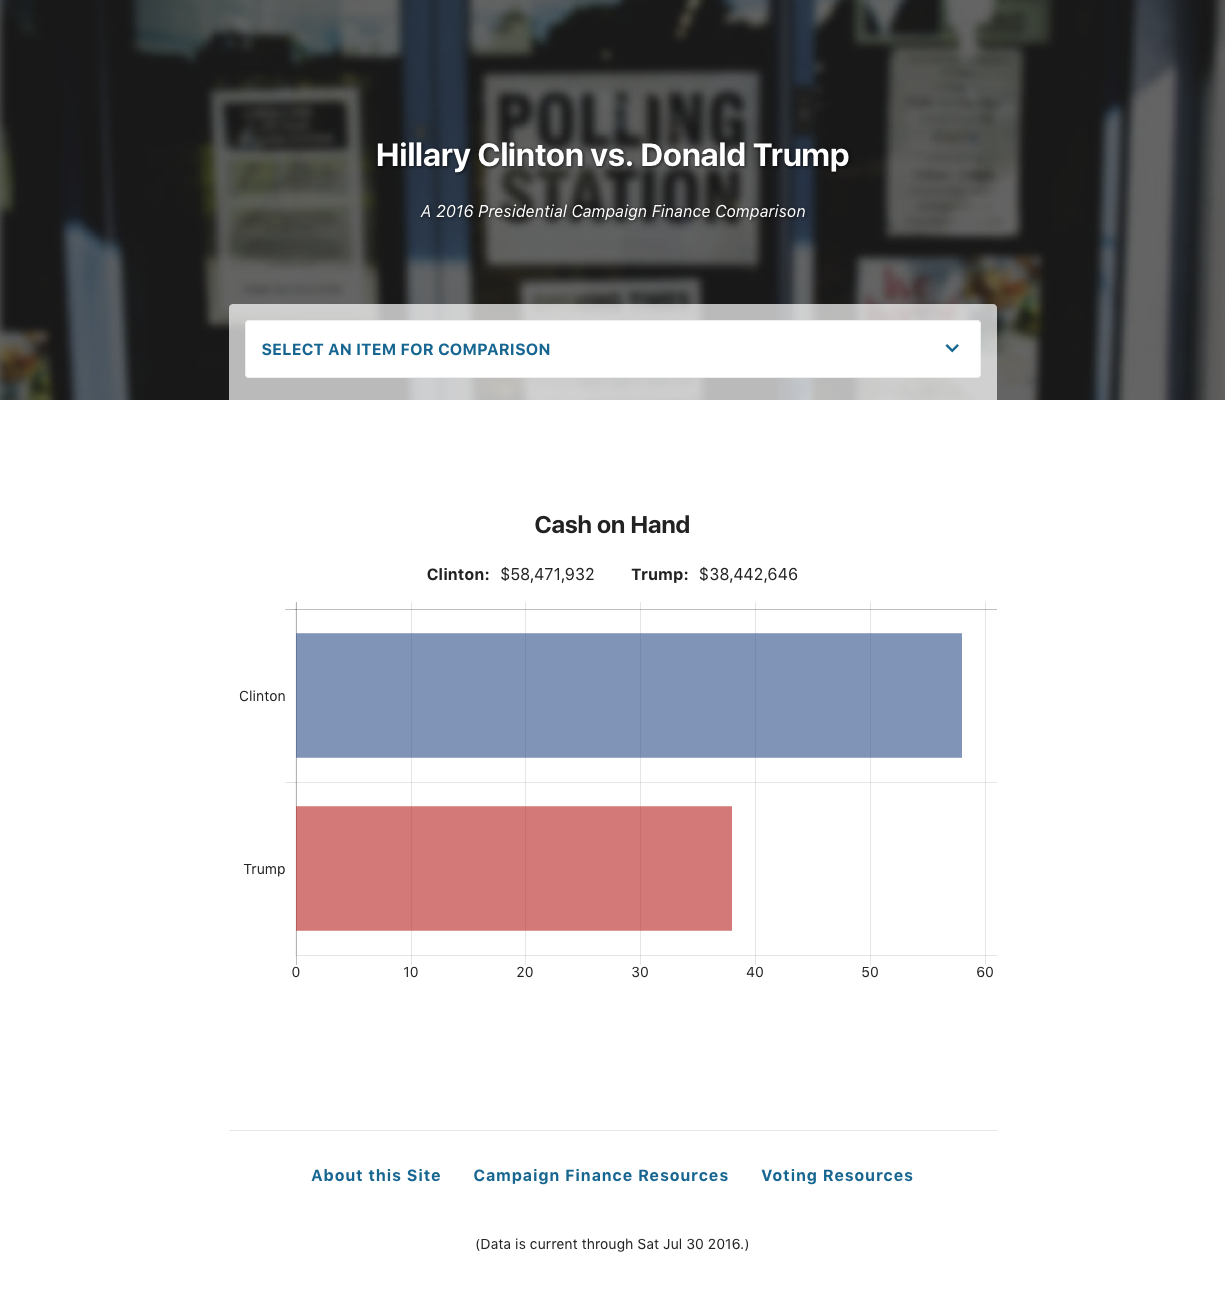 POLLING
STATION
Hillary Clinton vs. Donald Trump
A 2016 Presidential Campaign Finance Comparison
SELECT AN ITEM FOR COMPARISON
Cash on Hand
Clinton: $58,471,932 Trump: $38,442,646
Clinton
Trump
0 10 20 30 40 50 60
About this Site Campaign Finance Resources Voting Resources
(Data is current through Sat Jul 30 2016.)